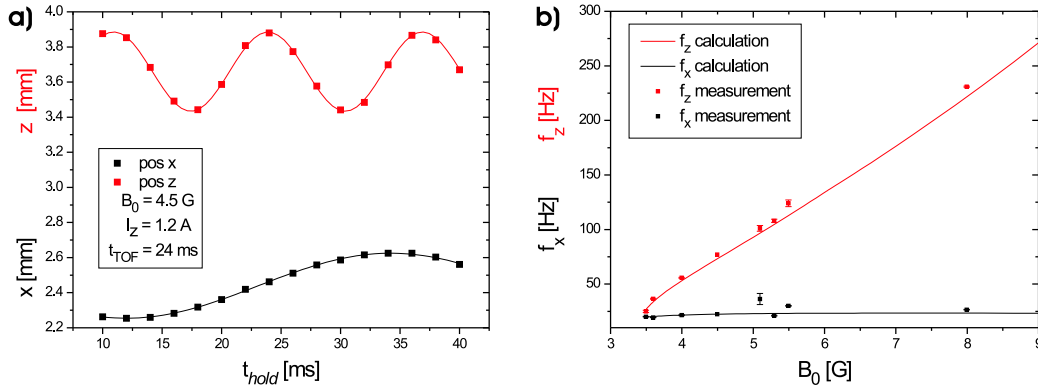 a)
4.0
3.8
3.6
3.4
3.2
3.0
2.8
2.6
2.4
2.2
z [mm]
x [mm]
pos x
pos z
B0 = 4.5 G
Iz = 1.2 A
tTOF = 24 ms
10 15 20 25 30 35 40
thold [ms]
b)
300
250
200
150
100
50
0
fz [Hz]
fx [Hz]
fz calculation
fx calculation
fz measurement
fx measurement
3 4 5 6 7 8 9
B0 [G]